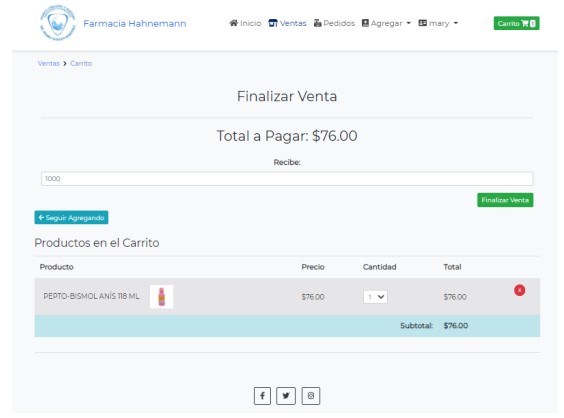 Farmacia Hahnemann Inicio Ventas Pedidos Agregar mary Carrito 1
Ventas > Carrito
Finalizar Venta
Total a Pagar: $76.00
Recibe:
1000
Finalizar Venta
Seguir Agregando
Productos en el Carrito
Producto Precio Cantidad Total
PEPTO-BISMOL ANÍS 118 ML $76.00 1 $76.00 X
Subtotal: $76.00